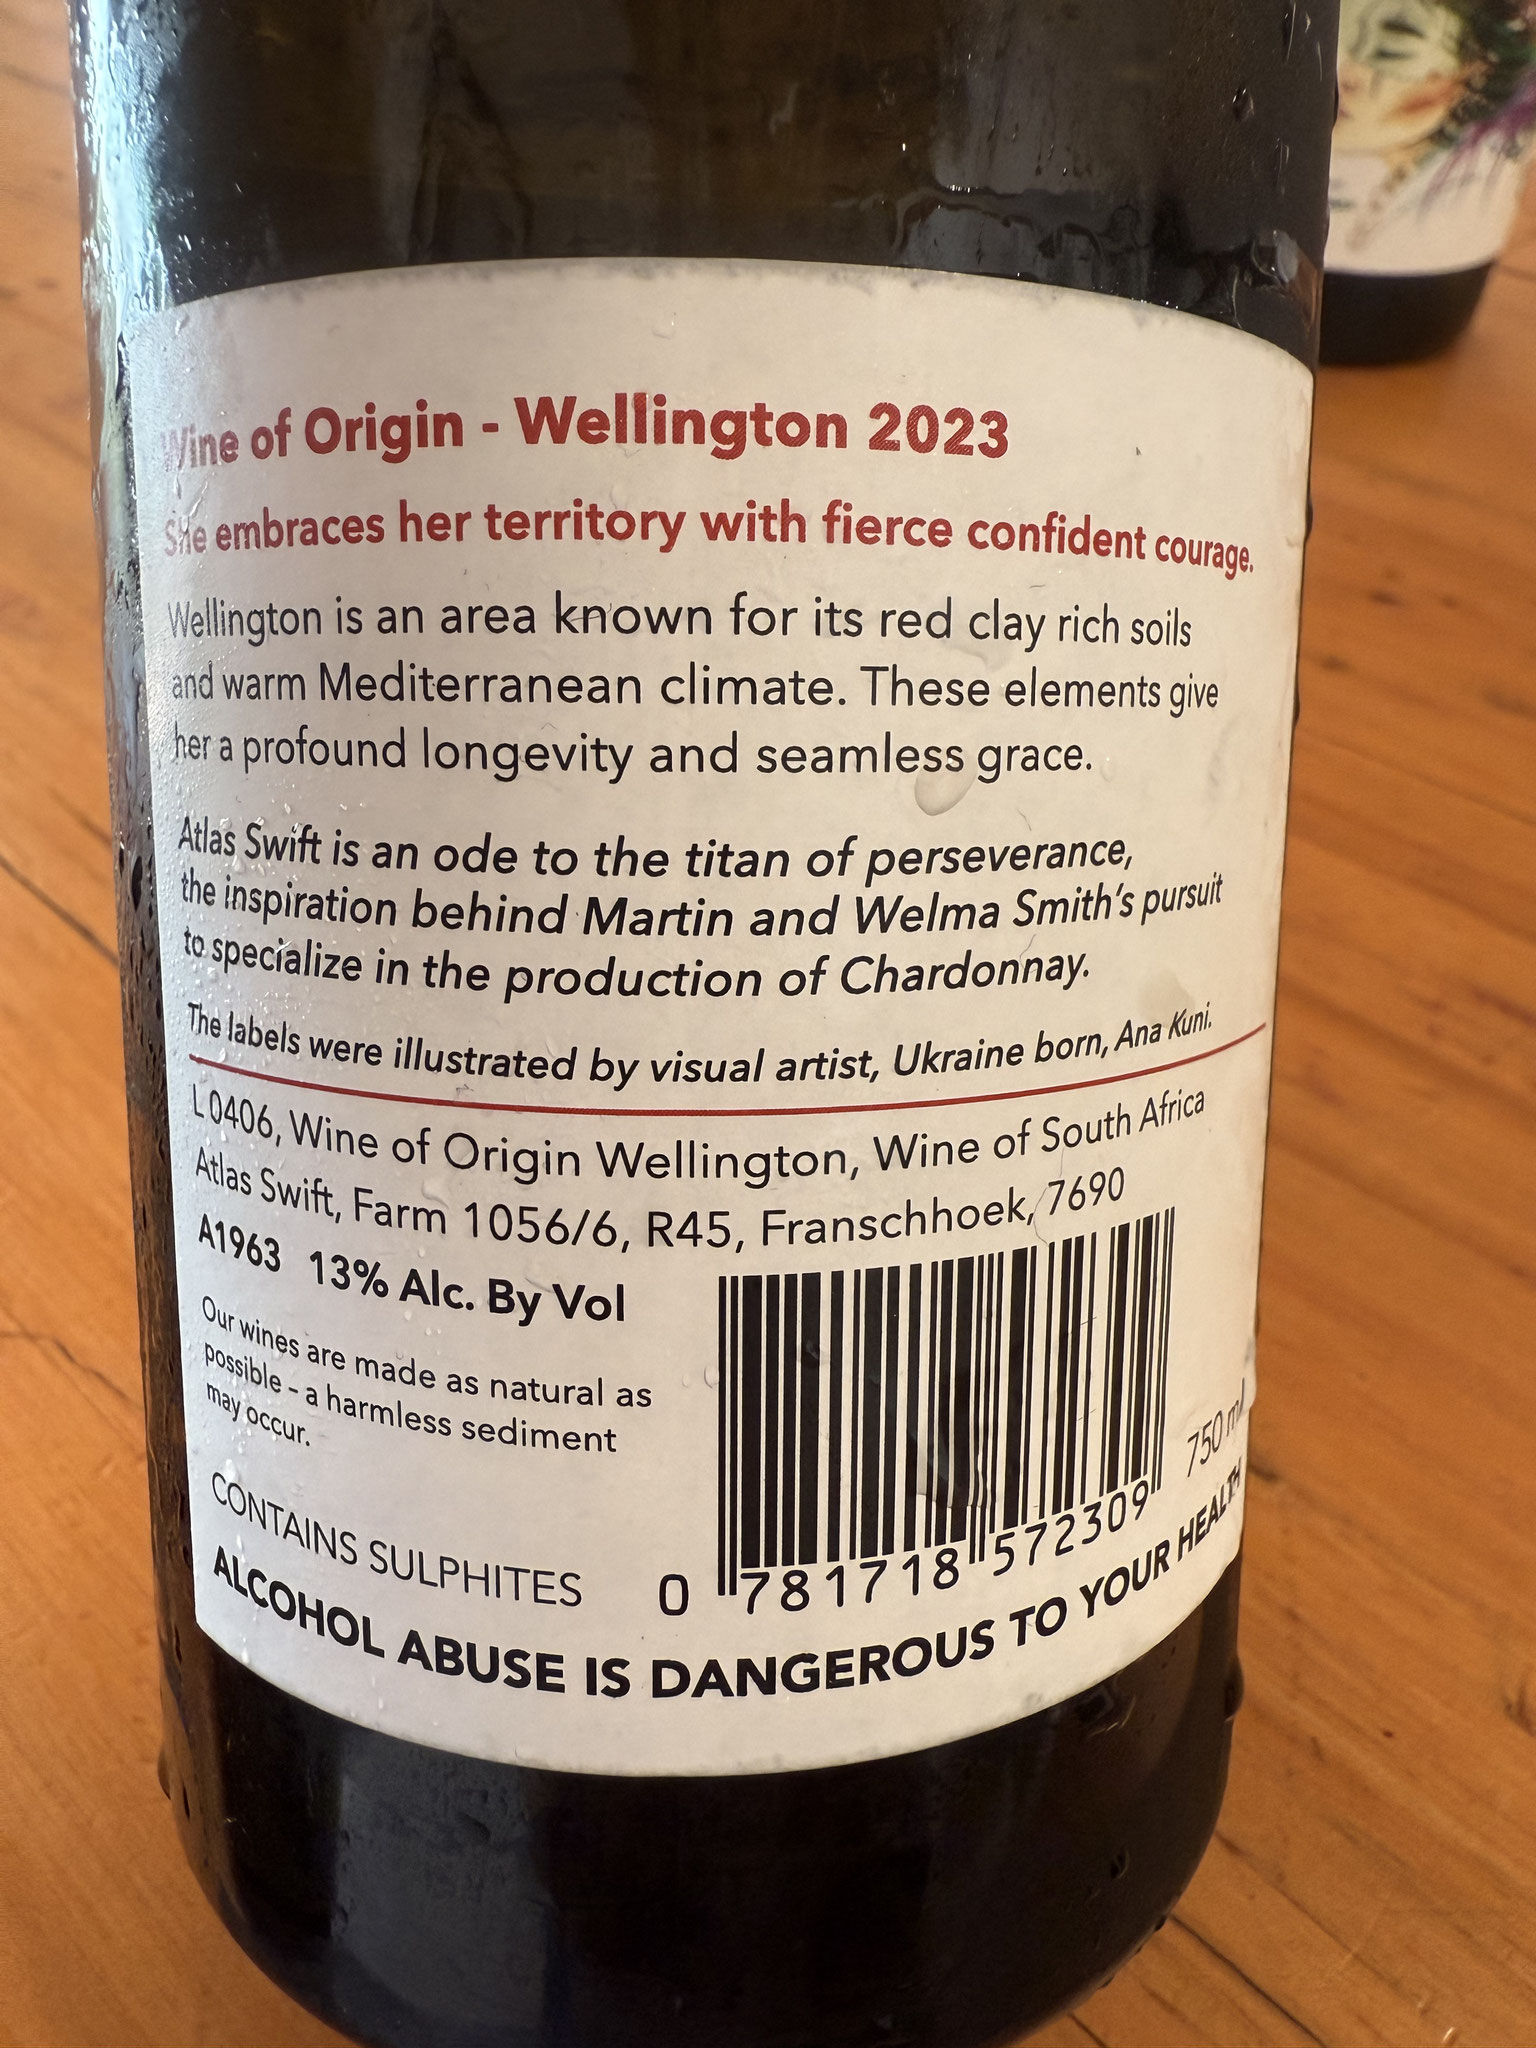 Wine of Origin - Wellington 2023
She embraces her territory with fierce confident courage.
Wellington is an area known for its red clay rich soils
and warm Mediterranean climate. These elements give
her a profound longevity and seamless grace.
Atlas Swift is an ode to the titan of perseverance,
the inspiration behind Martin and Welma Smith's pursuit
to specialize in the production of Chardonnay.
The labels were illustrated by visual artist, Ukraine born, Ana Kuni.
L0406, Wine of Origin Wellington, Wine of South Africa
Atlas Swift, Farm 1056/6, R45, Franschhoek, 7690
A1963 13% Alc. By Vol
Our wines are made as natural as
possible - a harmless sediment
may occur.
CONTAINS SULPHITES
0 781718 572309
750 ml
ALCOHOL ABUSE IS DANGEROUS TO YOUR HEALTH